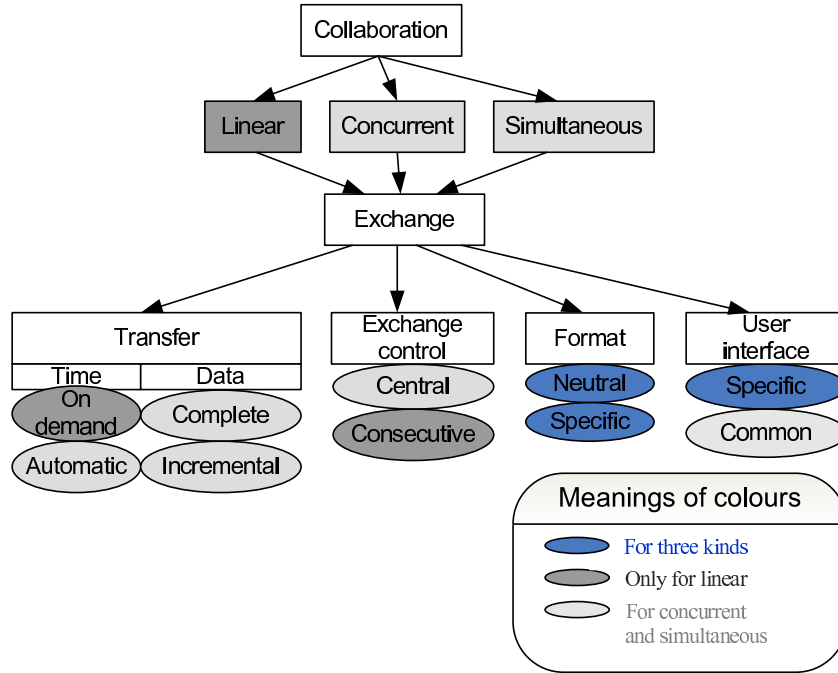 Collaboration
Linear
Concurrent
Simultaneous
Exchange
Transfer
Time
Data
On
demand
Complete
Automatic
Incremental
Exchange
control
Central
Consecutive
Format
Neutral
Specific
User
interface
Specific
Common
Meanings of colours
For three kinds
Only for linear
For concurrent
and simultaneous